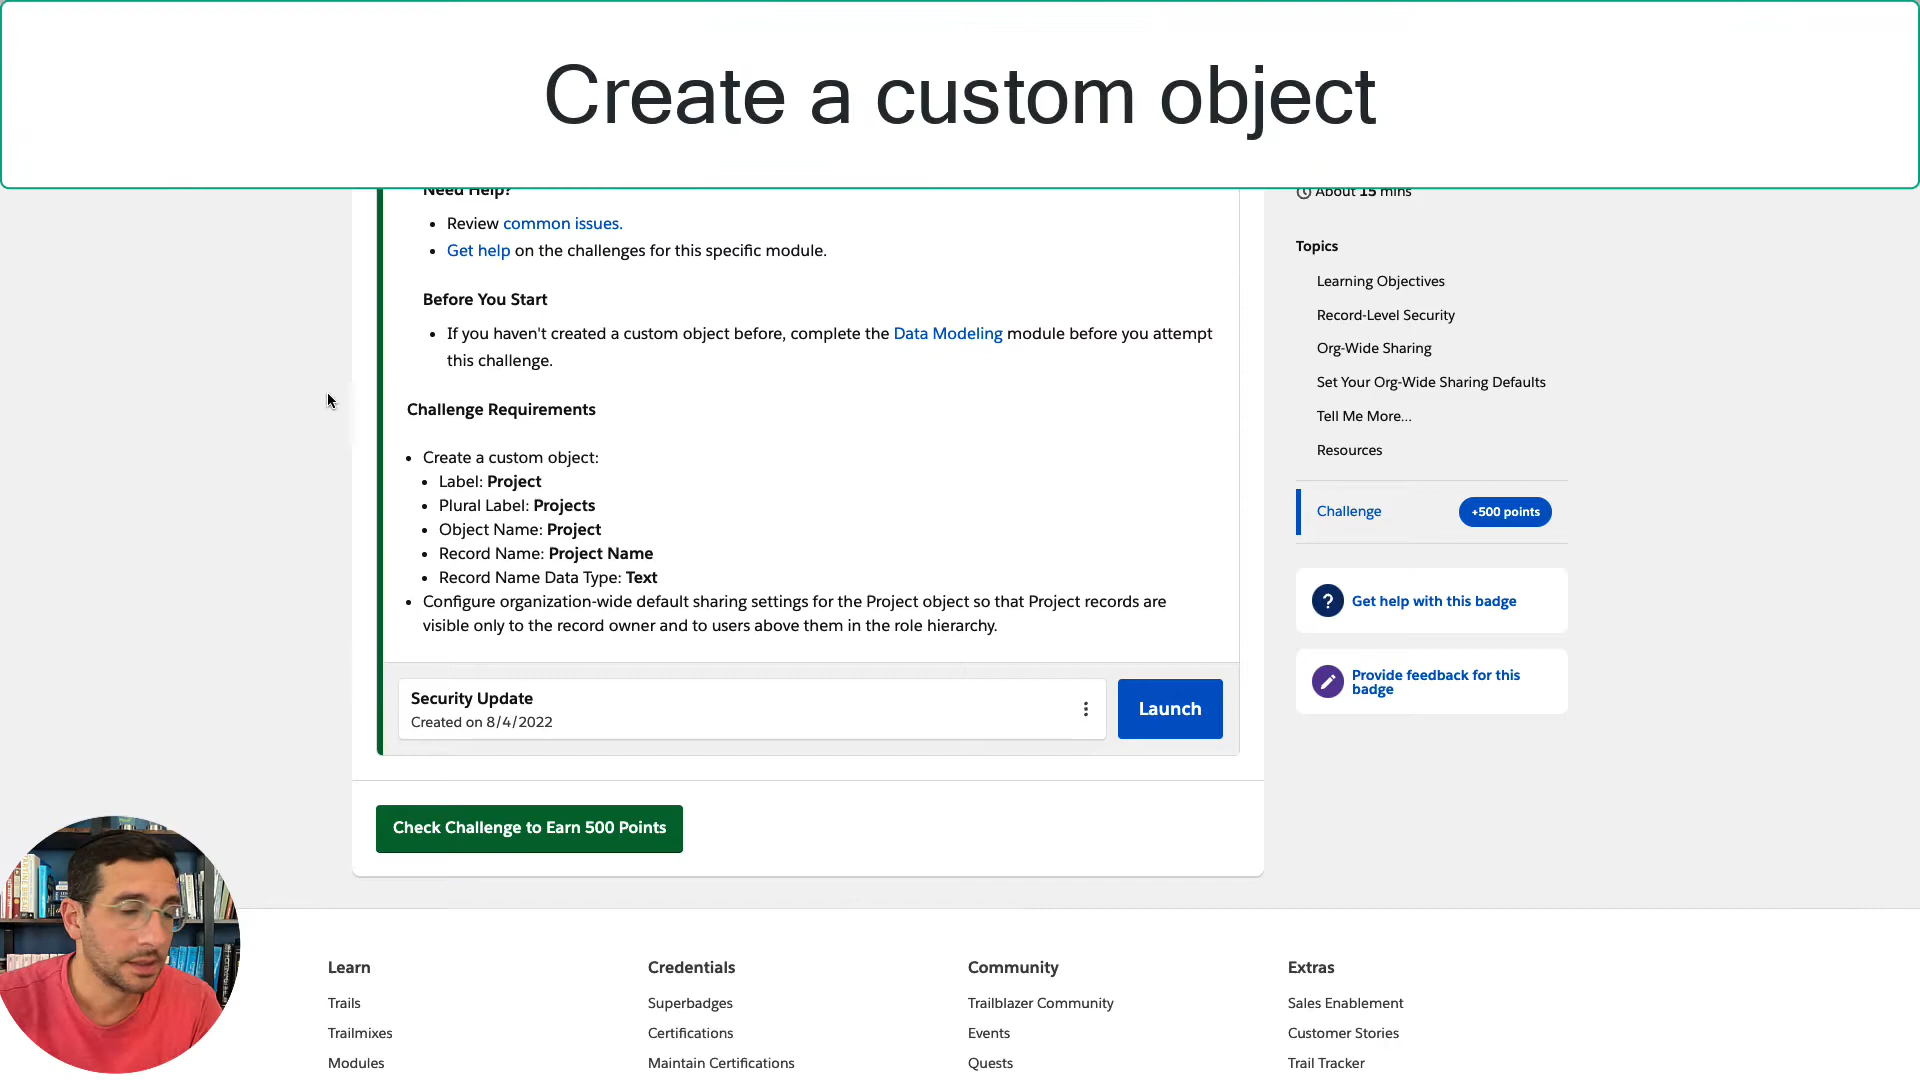 Create a custom object
Need Help?
About 15 mins
Review common issues.
Get help on the challenges for this specific module.
Before You Start
If you haven't created a custom object before, complete the Data Modeling module before you attempt
this challenge.
Challenge Requirements
Create a custom object:
Label: Project
Plural Label: Projects
Object Name: Project
Record Name: Project Name
Record Name Data Type: Text
Configure organization-wide default sharing settings for the Project object so that Project records are
visible only to the record owner and to users above them in the role hierarchy.
Security Update
Created on 8/4/2022
Launch
Check Challenge to Earn 500 Points
Topics
Learning Objectives
Record-Level Security
Org-Wide Sharing
Set Your Org-Wide Sharing Defaults
Tell Me More...
Resources
Challenge
+500 points
Get help with this badge
Provide feedback for this
badge
Learn
Trails
Trailmixes
Modules
Credentials
Superbadges
Certifications
Maintain Certifications
Community
Trailblazer Community
Events
Quests
Extras
Sales Enablement
Customer Stories
Trail Tracker